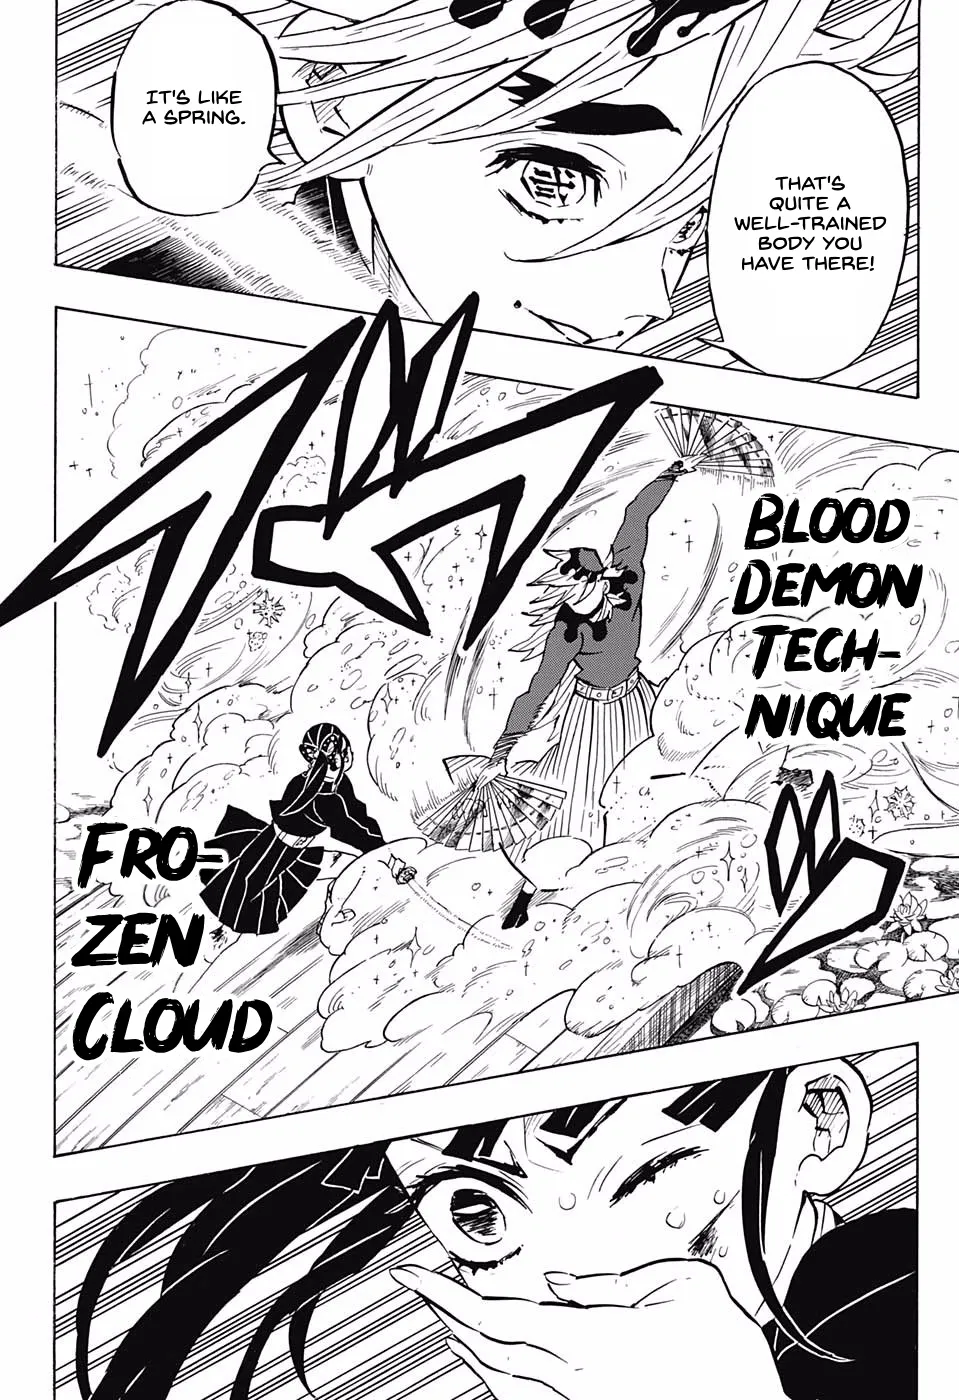 THAT'S
QUITE A
WELL-TRAINED
BODY YOU
HAVE THERE!
IT'S LIKE
A SPRING.
BLOOD
DEMON
TECH-
NIQUE
FRO-
ZEN
CLOUD